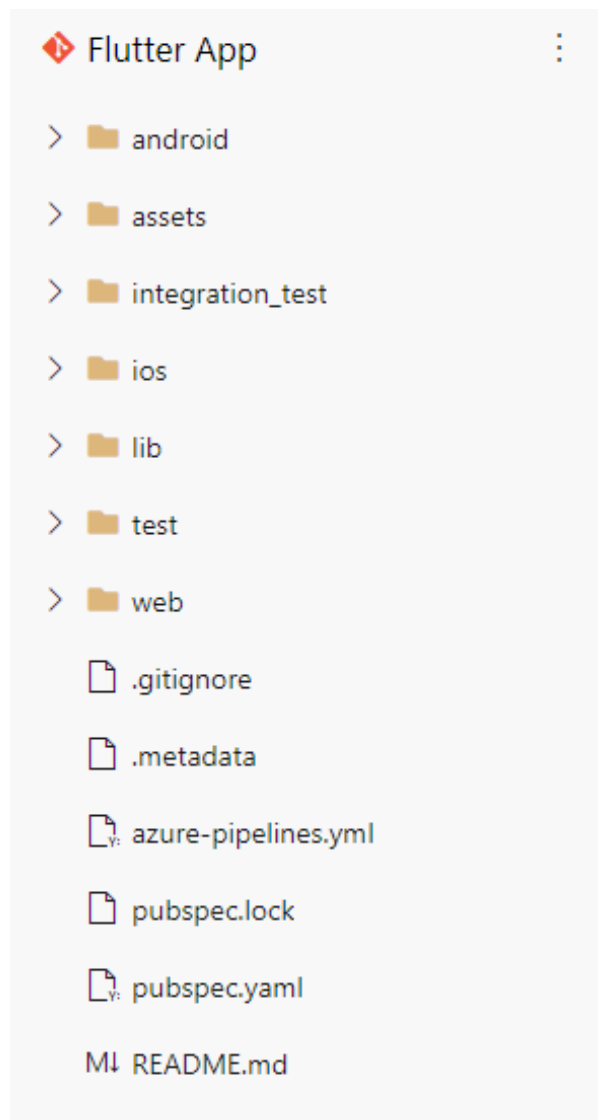 Flutter App
android
assets
integration_test
ios
lib
test
web
.gitignore
.metadata
azure-pipelines.yml
pubspec.lock
pubspec.yaml
M↓ README.md